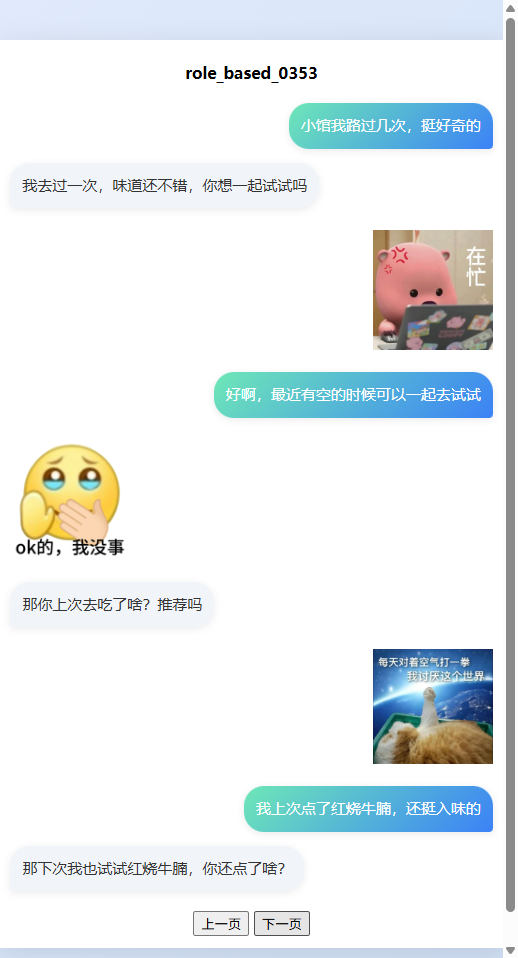 role_based_0353
小馆我路过几次，挺好奇的
我去过一次，味道还不错，你想一起试试吗
在忙
好啊，最近有空的时候可以一起去试试
ok的，我没事
那你上次去吃了啥？推荐吗
每天对着空气打一拳
我讨厌这个世界
我上次点了红烧牛腩，还挺入味的
那下次我也试试红烧牛腩，你还点了啥？
上一页 下一页